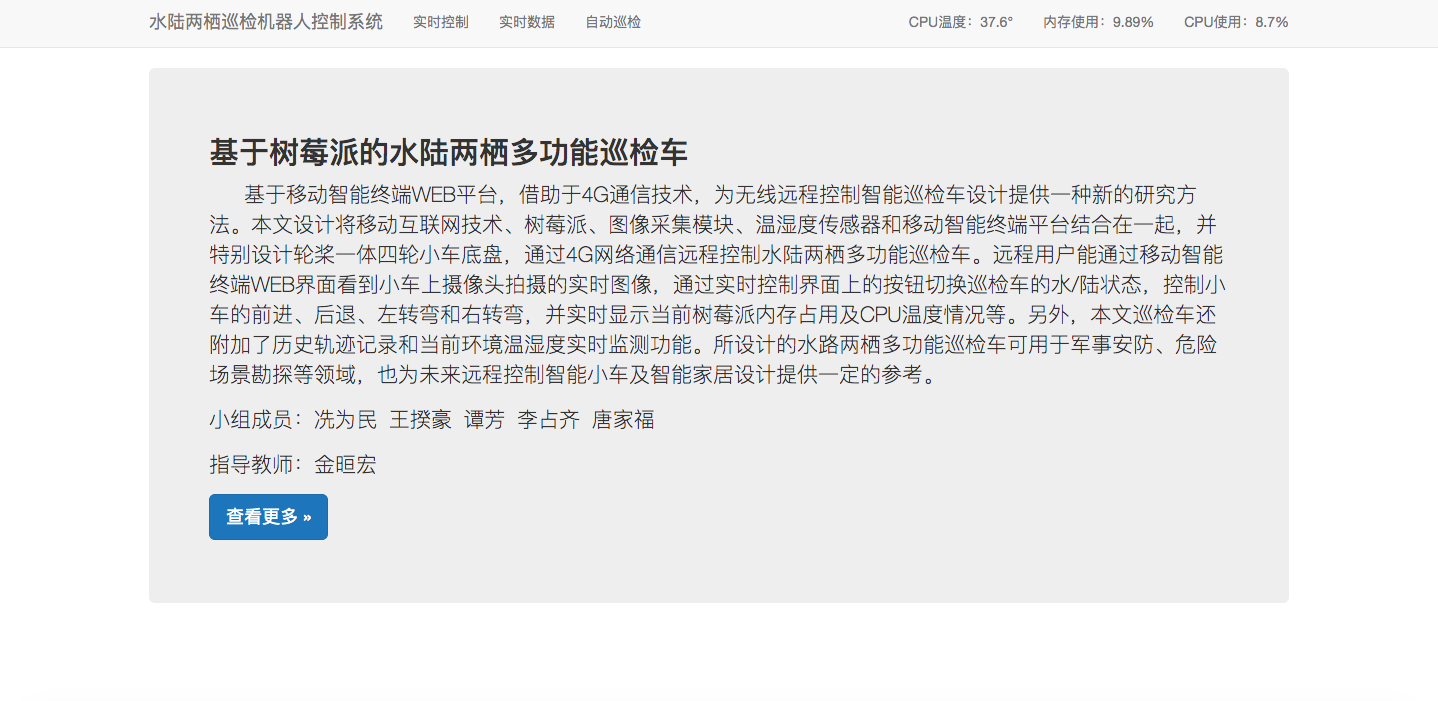 水陆两栖巡检机器人控制系统 实时控制 实时数据 自动巡检 CPU温度：37.6° 内存使用：9.89% CPU使用：8.7%
基于树莓派的水陆两栖多功能巡检车
基于移动智能终端WEB平台，借助于4G通信技术，为无线远程控制智能巡检车设计提供一种新的研究方
法。本文设计将移动互联网技术、树莓派、图像采集模块、温湿度传感器和移动智能终端平台结合在一起，并
特别设计轮桨一体四轮小车底盘，通过4G网络通信远程控制水陆两栖多功能巡检车。远程用户能通过移动智能
终端WEB界面看到小车上摄像头拍摄的实时图像，通过实时控制界面上的按钮切换巡检车的水/陆状态，控制小
车的前进、后退、左转弯和右转弯，并实时显示当前树莓派内存占用及CPU温度情况等。另外，本文巡检车还
附加了历史轨迹记录和当前环境温湿度实时监测功能。所设计的水路两栖多功能巡检车可用于军事安防、危险
场景勘探等领域，也为未来远程控制智能小车及智能家居设计提供一定的参考。
小组成员：冼为民 王揆豪 谭芳 李占齐 唐家福
指导教师：金晅宏
查看更多 »